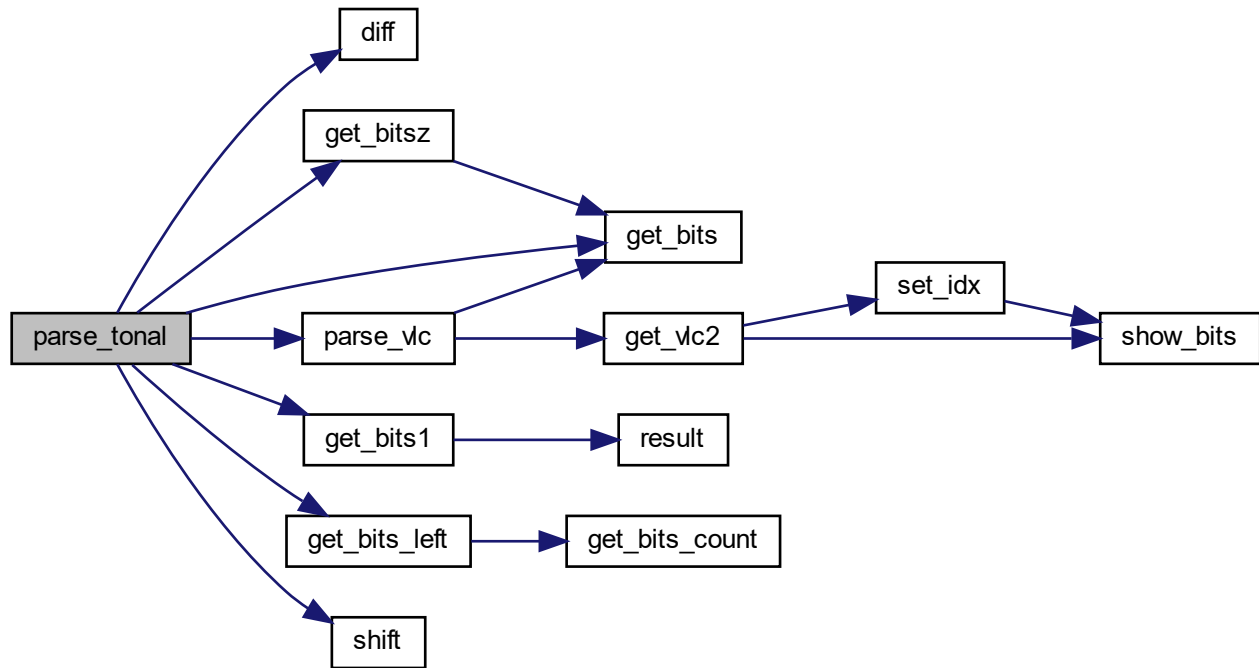 diff
get_bitsz
get_bits
set_idx
parse_tonal
parse_vlc
get_vlc2
show_bits
get_bits1
result
get_bits_left
get_bits_count
shift